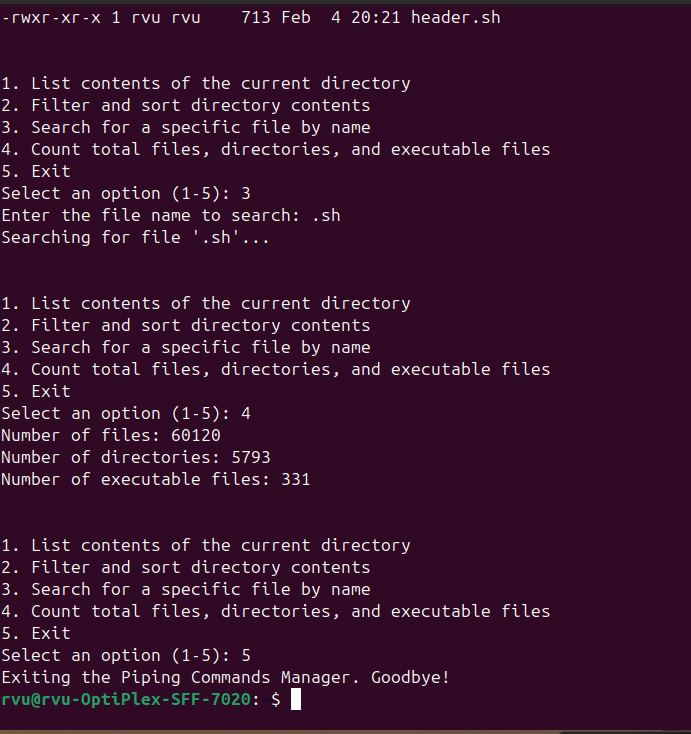 -rwxr-xr-x 1 rvu rvu    713 Feb  4 20:21 header.sh
1. List contents of the current directory
2. Filter and sort directory contents
3. Search for a specific file by name
4. Count total files, directories, and executable files
5. Exit
Select an option (1-5): 3
Enter the file name to search: .sh
Searching for file '.sh'...
1. List contents of the current directory
2. Filter and sort directory contents
3. Search for a specific file by name
4. Count total files, directories, and executable files
5. Exit
Select an option (1-5): 4
Number of files: 60120
Number of directories: 5793
Number of executable files: 331
1. List contents of the current directory
2. Filter and sort directory contents
3. Search for a specific file by name
4. Count total files, directories, and executable files
5. Exit
Select an option (1-5): 5
Exiting the Piping Commands Manager. Goodbye!
rvu@rvu-OptiPlex-SFF-7020: $